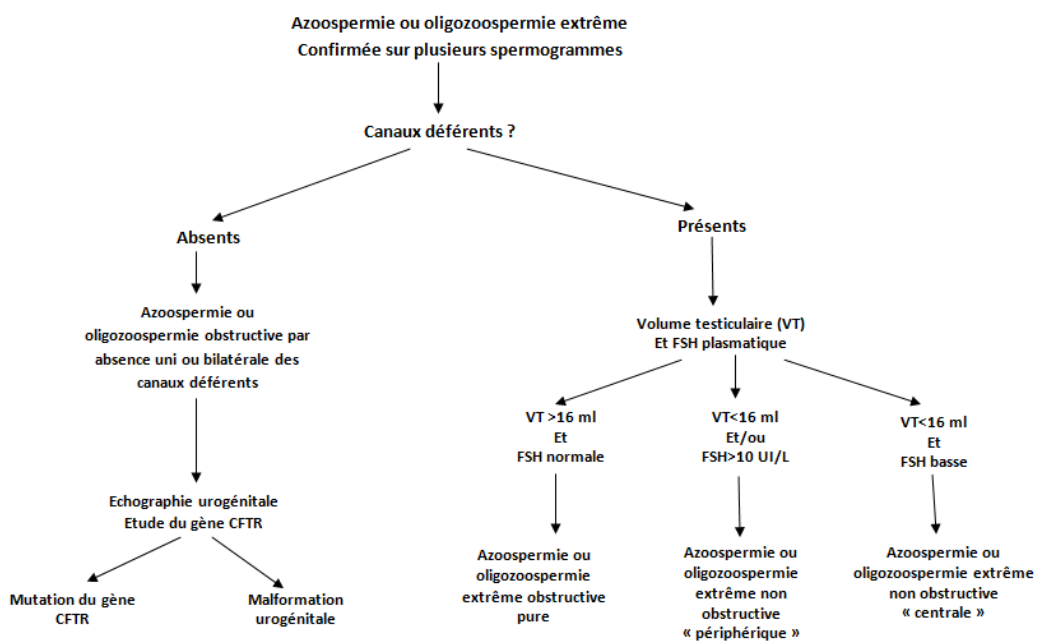 Azoospermie ou oligozoospermie extrême
Confirmée sur plusieurs spermogrammes
Canaux déférents ?
Absents
Présents
Azoospermie ou
oligozoospermie obstructive par
absence uni ou bilatérale des
canaux déférents
Volume testiculaire (VT)
Et FSH plasmatique
VT >16 ml
Et
FSH normale
VT<16 ml
Et/ou
FSH>10 UI/L
VT<16 ml
Et
FSH basse
Echographie urogénitale
Etude du gène CFTR
Mutation du gène
CFTR
Malformation
urogénitale
Azoospermie ou
oligozoospermie
extrême obstructive
pure
Azoospermie ou
oligozoospermie
extrême non
obstructive
« périphérique »
Azoospermie ou
oligozoospermie extrême
non obstructive
« centrale »